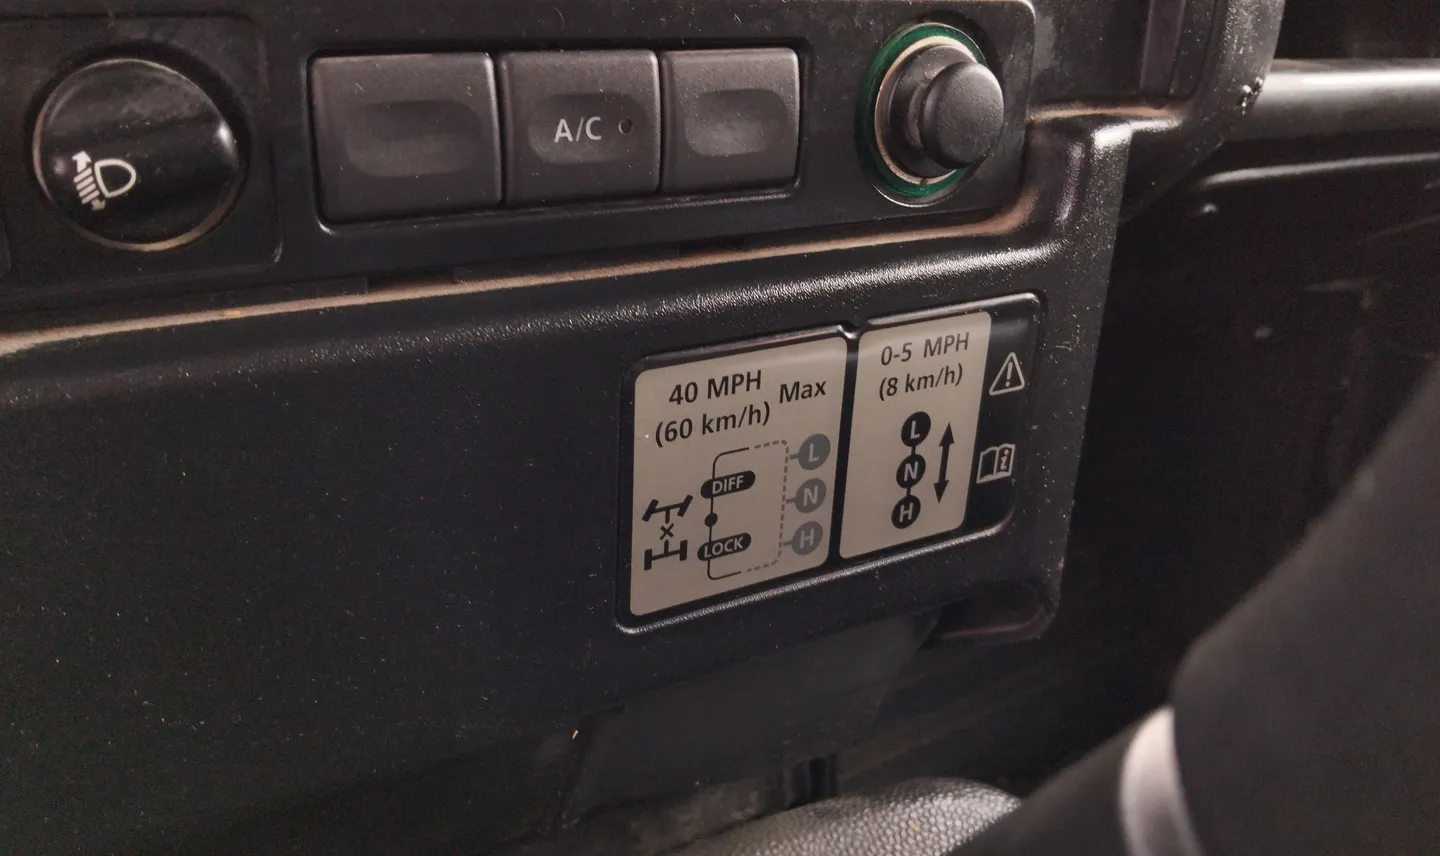 A/C
40 MPH Max
(60 km/h)
DIFF
LOCK
L
N
H
0-5 MPH
(8 km/h)
L
N
H
i